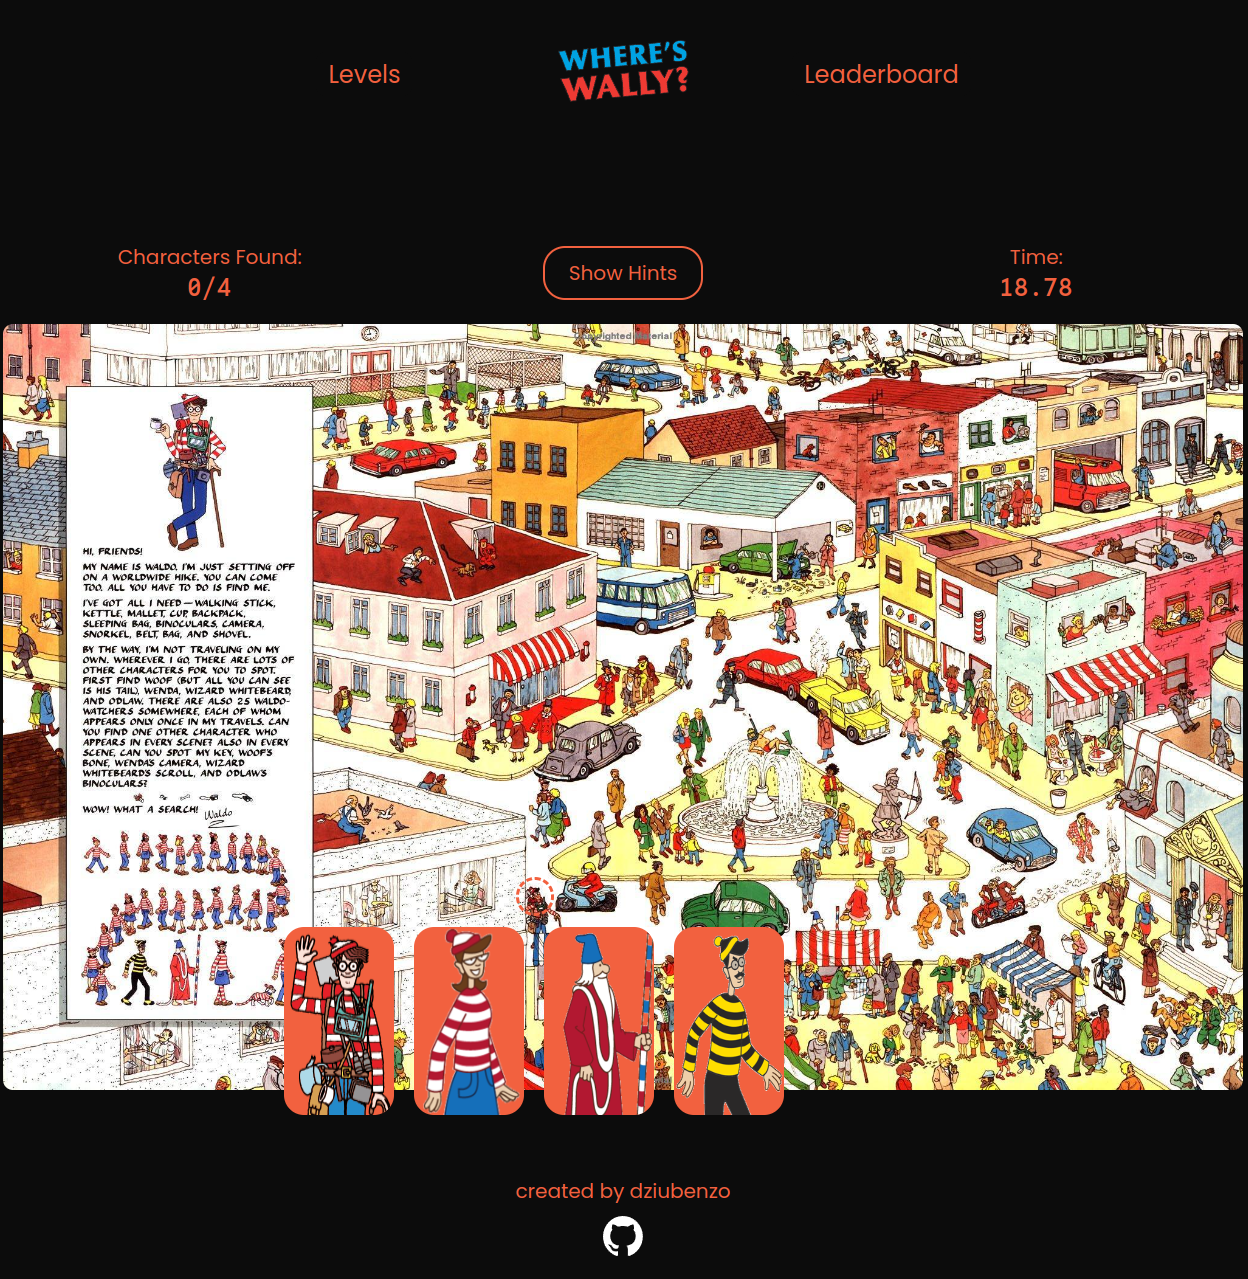 Levels
WHERE'S
WALLY?
Leaderboard
Characters Found:
0/4
Show Hints
Time:
18.78
Copyrighted Material
HI, FRIENDS!
MY NAME IS WALDO. I'M JUST SETTING OFF
ON A WORLDWIDE HIKE. YOU CAN COME
TOO. ALL YOU HAVE TO DO IS FIND ME.
I'VE GOT ALL I NEED — WALKING STICK,
KETTLE, MALLET, CUP, BACKPACK,
SLEEPING BAG, BINOCULARS, CAMERA,
SNORKEL, BELT, BAG, AND SHOVEL.
BY THE WAY, I'M NOT TRAVELING ON MY
OWN. WHEREVER I GO, THERE ARE LOTS OF
OTHER CHARACTERS FOR YOU TO SPOT.
FIRST FIND WOOF (BUT ALL YOU CAN SEE
IS HIS TAIL), WENDA, WIZARD WHITEBEARD,
AND ODLAW. THERE ARE ALSO 25 WALDO-
WATCHERS SOMEWHERE, EACH OF WHOM
APPEARS ONLY ONCE IN MY TRAVELS. CAN
YOU FIND ONE OTHER CHARACTER WHO
APPEARS IN EVERY SCENE? ALSO IN EVERY
SCENE, CAN YOU SPOT MY KEY, WOOF'S
BONE, WENDA'S CAMERA, WIZARD
WHITEBEARD'S SCROLL, AND ODLAW'S
BINOCULARS?
WOW! WHAT A SEARCH!
Waldo
created by dziubenzo